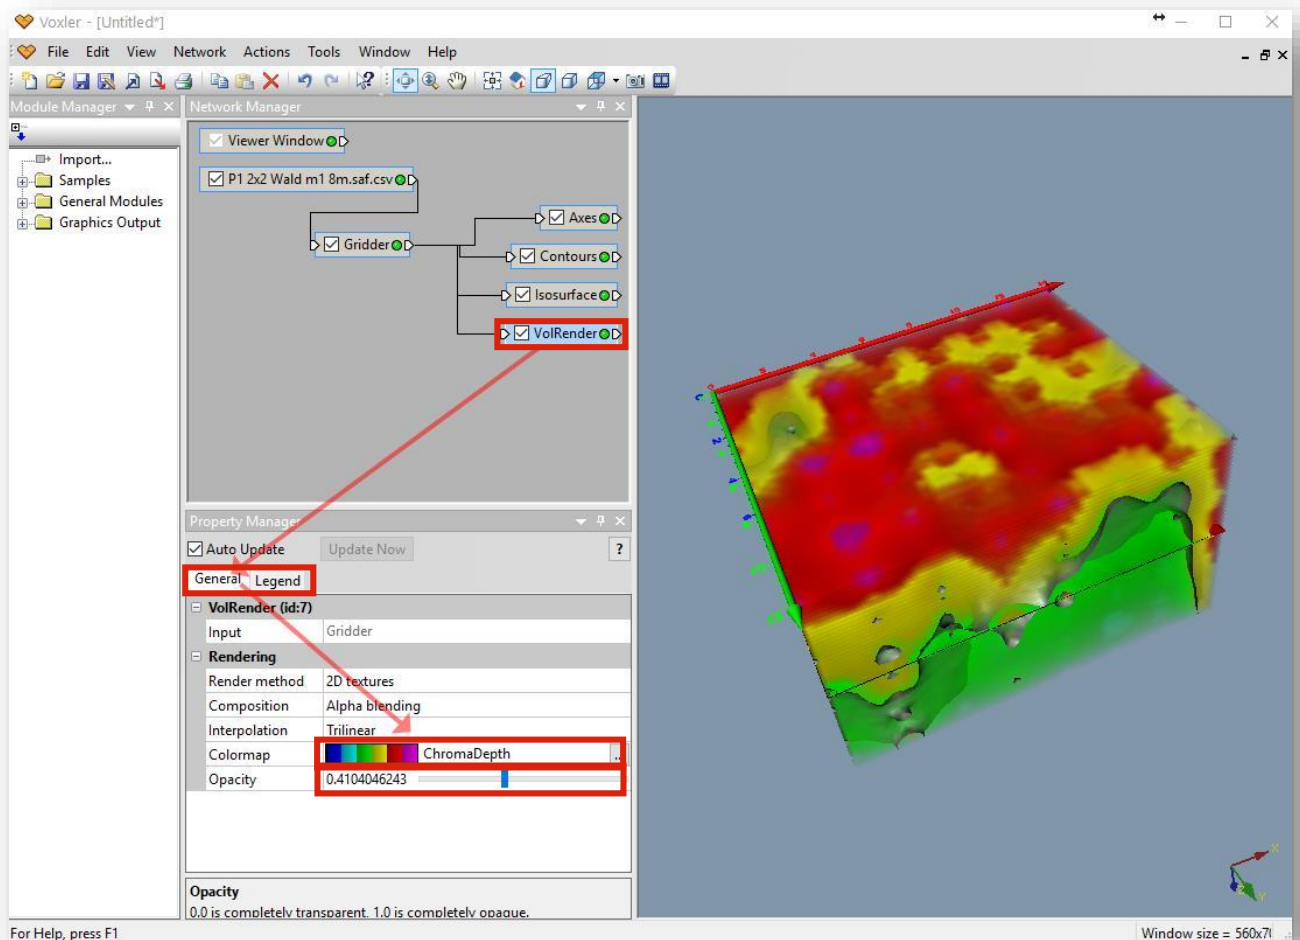 Voxler - [Untitled*]
File Edit View Network Actions Tools Window Help
Module Manager
Network Manager
Import...
Samples
General Modules
Graphics Output
Viewer Window
P1 2x2 Wald m1 8m.saf.csv
Gridder
Axes
Contours
Isosurface
VolRender
Property Manager
Auto Update Update Now ?
General Legend
VolRender (id:7)
Input Gridder
Rendering
Render method 2D textures
Composition Alpha blending
Interpolation Trilinear
Colormap ChromaDepth ..
Opacity 0.4104046243
Opacity
0.0 is completely transparent. 1.0 is completely opaque.
X
Z
Y
For Help, press F1
Window size = 560x7